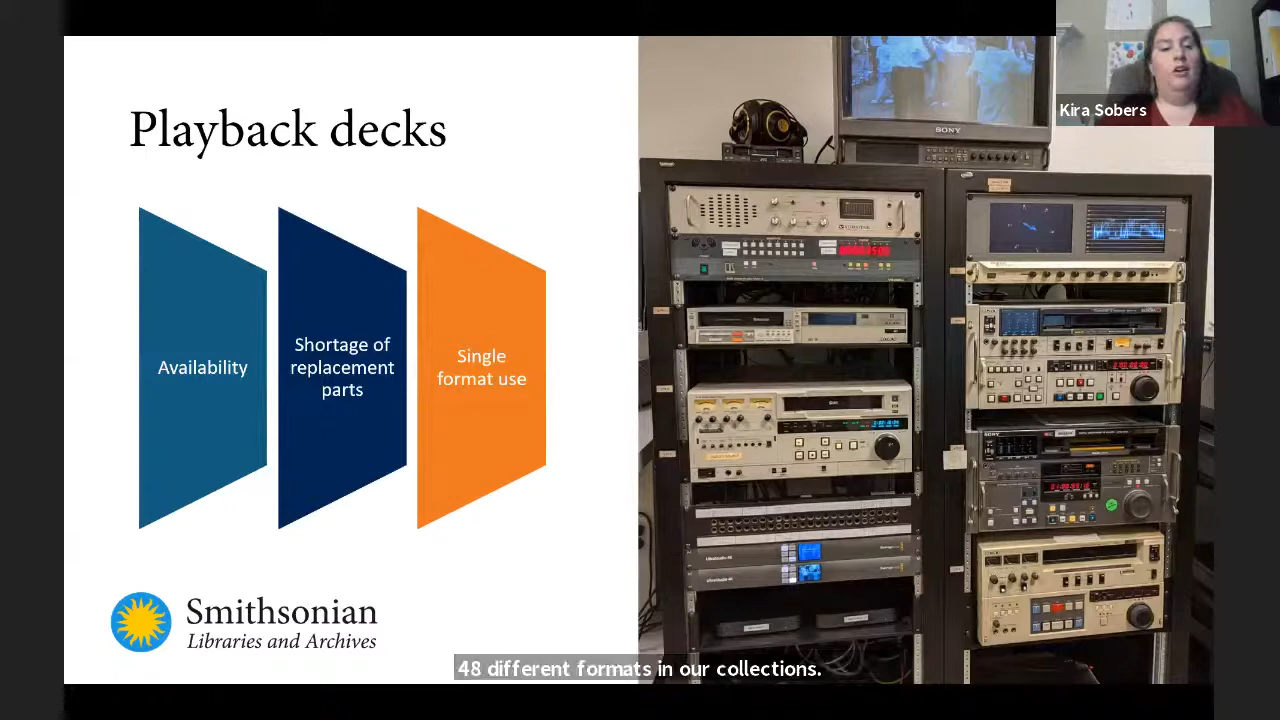 Kira Sobers
Playback decks
SONY
Availability
Shortage of
replacement
parts
Single
format use
SONY
Smithsonian
Libraries and Archives
48 different formats in our collections.